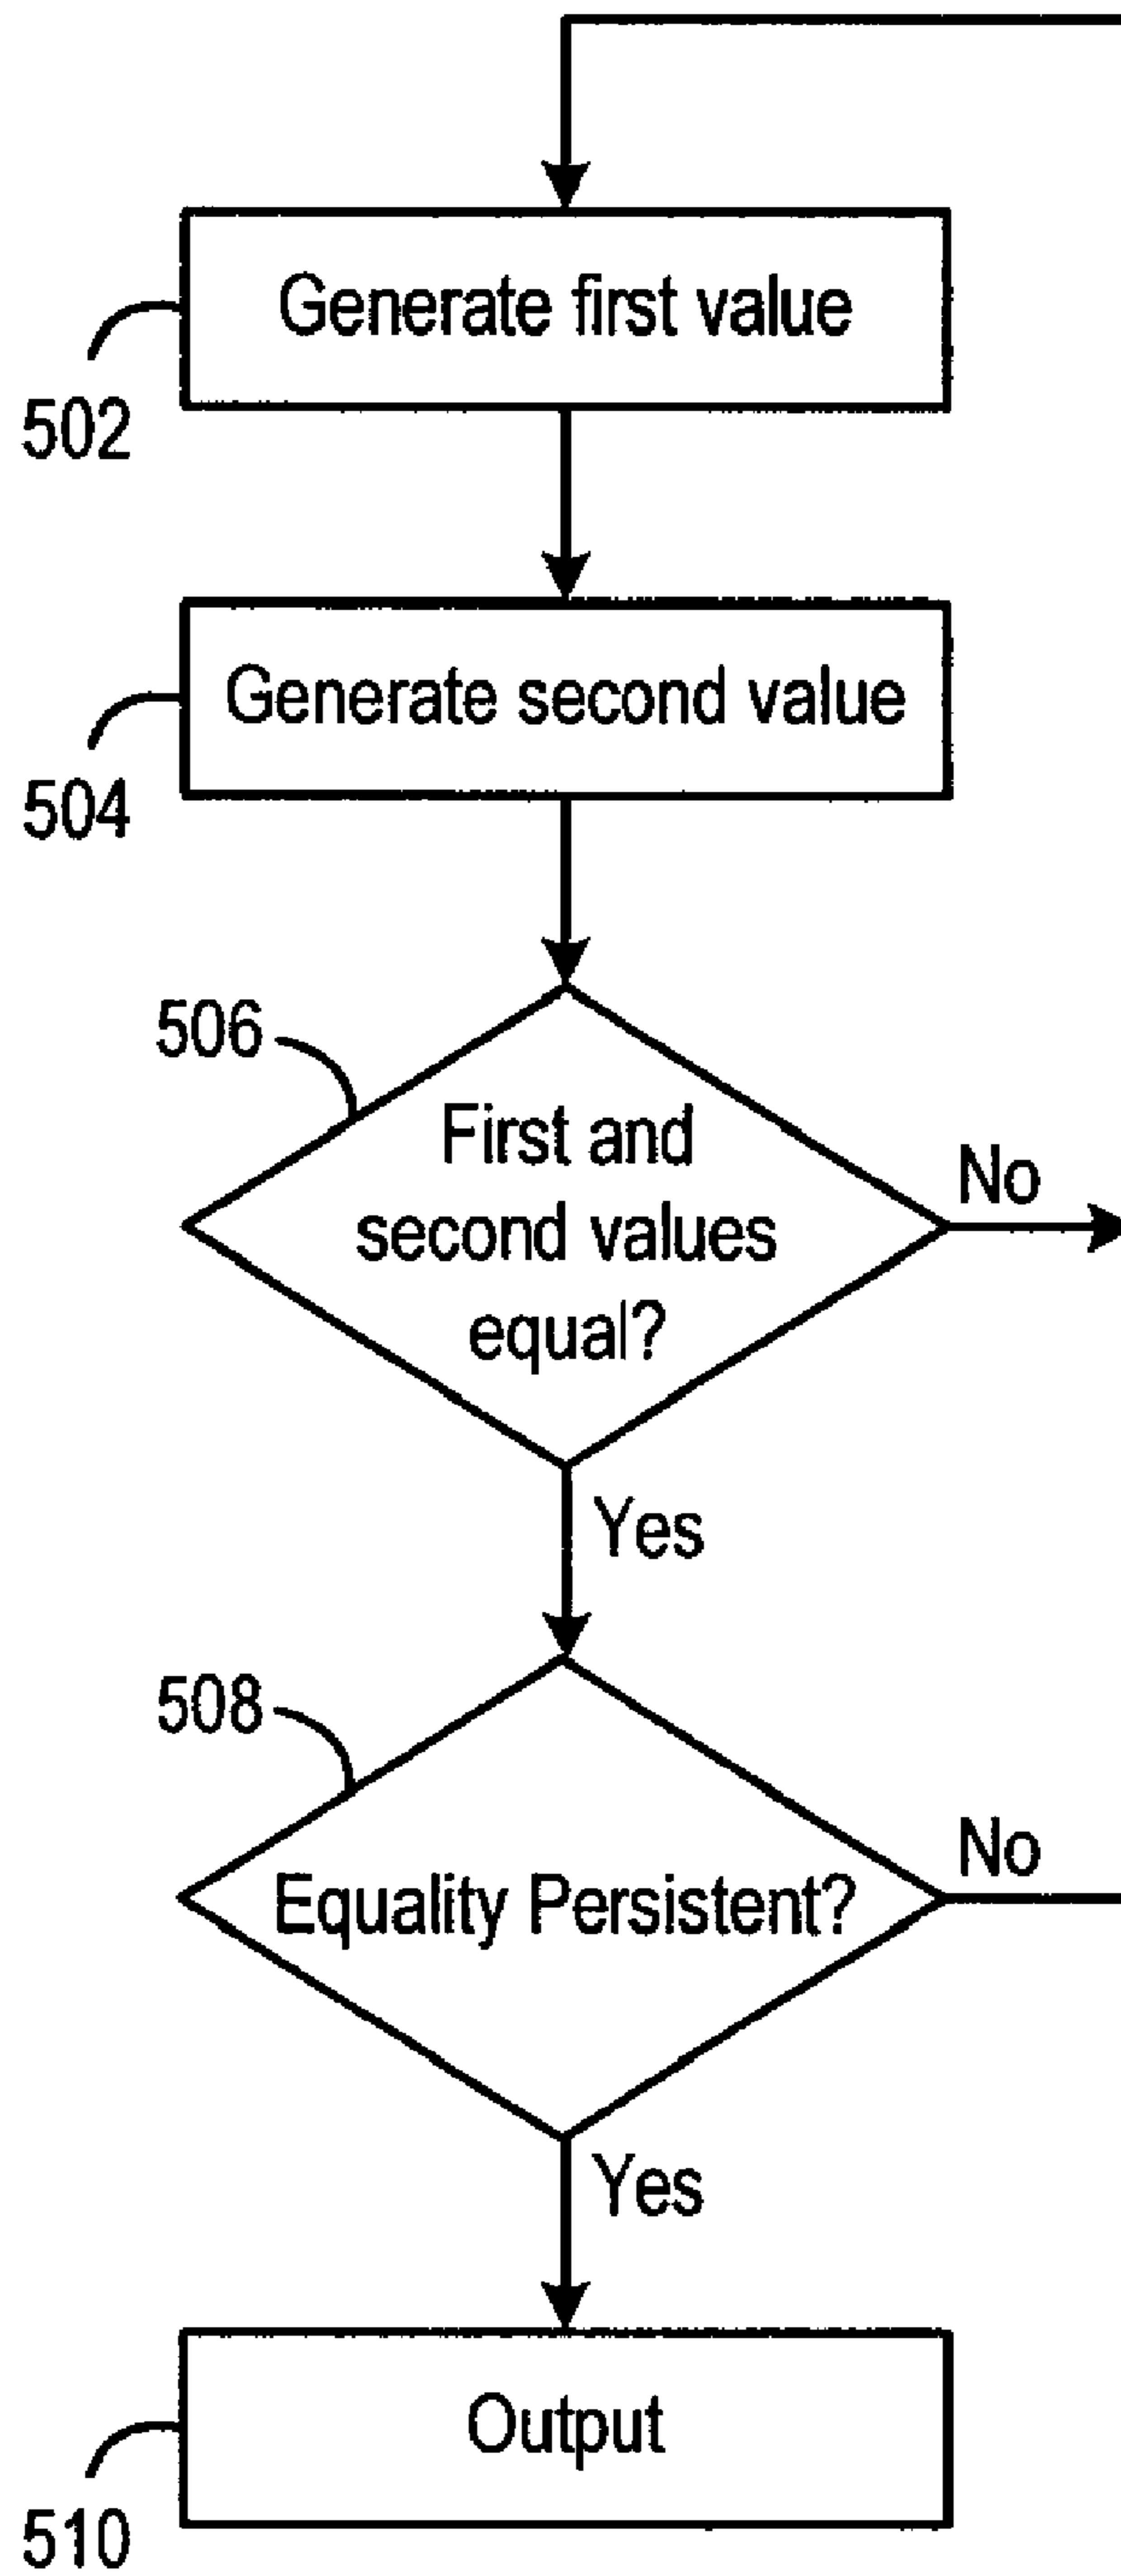 Generate first value
502
Generate second value
504
506
First and
second values
equal?
No
Yes
508
Equality Persistent?
No
Yes
Output
510